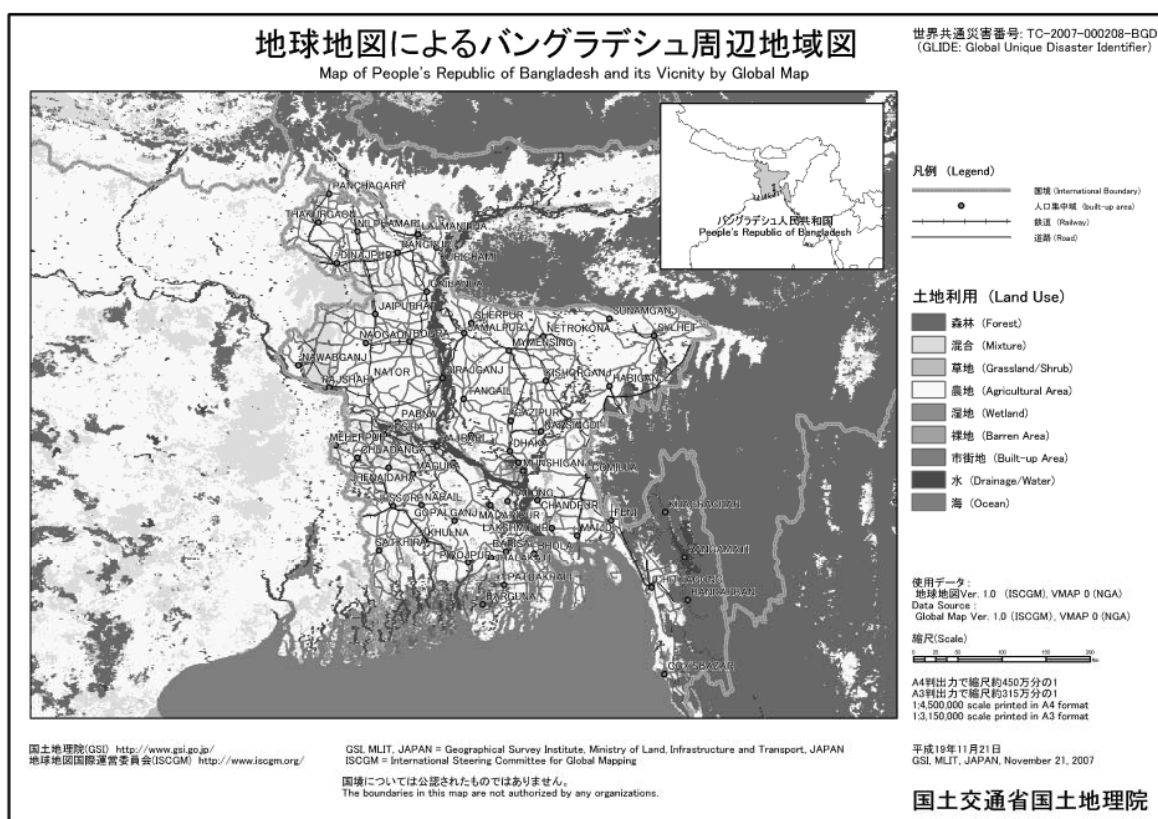 地球地図によるバングラデシュ周辺地域図
Map of People's Republic of Bangladesh and its Vicnity by Global Map
世界共通災害番号: TC-2007-000208-BGD
(GLIDE: Global Unique Disaster Identifier)
バングラデシュ人民共和国
People's Republic of Bangladesh
PANCHAGARH
THAKURGAON
NILPHAMARI
LALMANIRHA
DINAJPUR
RANGPUR
KURIGRAM
GAIBANDA
JAIPURHAT
SHERPUR
JAMALPUR
NETROKONA
SUNAMGANJ
SYLHET
NAOGAON
BOGRA
MYMENSING
NAWABGANJ
NATOR
SIRAJGANJ
KISHORGANJ
HABIGAN
RAJSHAHI
TANGAIL
PABNA
GAZIPUR
NARSINGDI
MEHERPUR
DHAKA
CHUADANGA
MAGURA
MUNSHIGAN
COMILLA
JHENAIDAHA
JESSORE
NARAIL
CHANDPUR
GOPALGANJ
MADARIPUR
FENI
LAKSHMIPUR
KHULNA
SATKHIRA
BARISAL
BHOLA
PIROJPUR
JHALAKATI
PATUAKHALI
BARGUNA
RANGAMATI
CHITTAGONG
BANDARBAN
COX'S BAZAR
凡例 (Legend)
国境 (International Boundary)
人口集中域 (built-up area)
鉄道 (Railway)
道路 (Road)
土地利用 (Land Use)
森林 (Forest)
混合 (Mixture)
草地 (Grassland/Shrub)
農地 (Agricultural Area)
湿地 (Wetland)
裸地 (Barren Area)
市街地 (Built-up Area)
水 (Drainage/Water)
海 (Ocean)
使用データ:
地球地図Ver. 1.0 (ISCGM), VMAP 0 (NGA)
Data Source :
Global Map Ver. 1.0 (ISCGM), VMAP 0 (NGA)
縮尺(Scale)
0 25 50 100 150 200
A4判出力で縮尺約450万分の1
A3判出力で縮尺約315万分の1
1:4,500,000 scale printed in A4 format
1:3,150,000 scale printed in A3 format
平成19年11月21日
GSI, MLIT, JAPAN, November 21, 2007
国土交通省国土地理院
国土地理院(GSI) http://www.gsi.go.jp/
地球地図国際運営委員会(ISCGM) http://www.iscgm.org/
GSI, MLIT, JAPAN = Geographical Survey Institute, Ministry of Land, Infrastructure and Transport, JAPAN
ISCGM = International Steering Committee for Global Mapping
国境については公認されたものではありません。
The boundaries in this map are not authorized by any organizations.